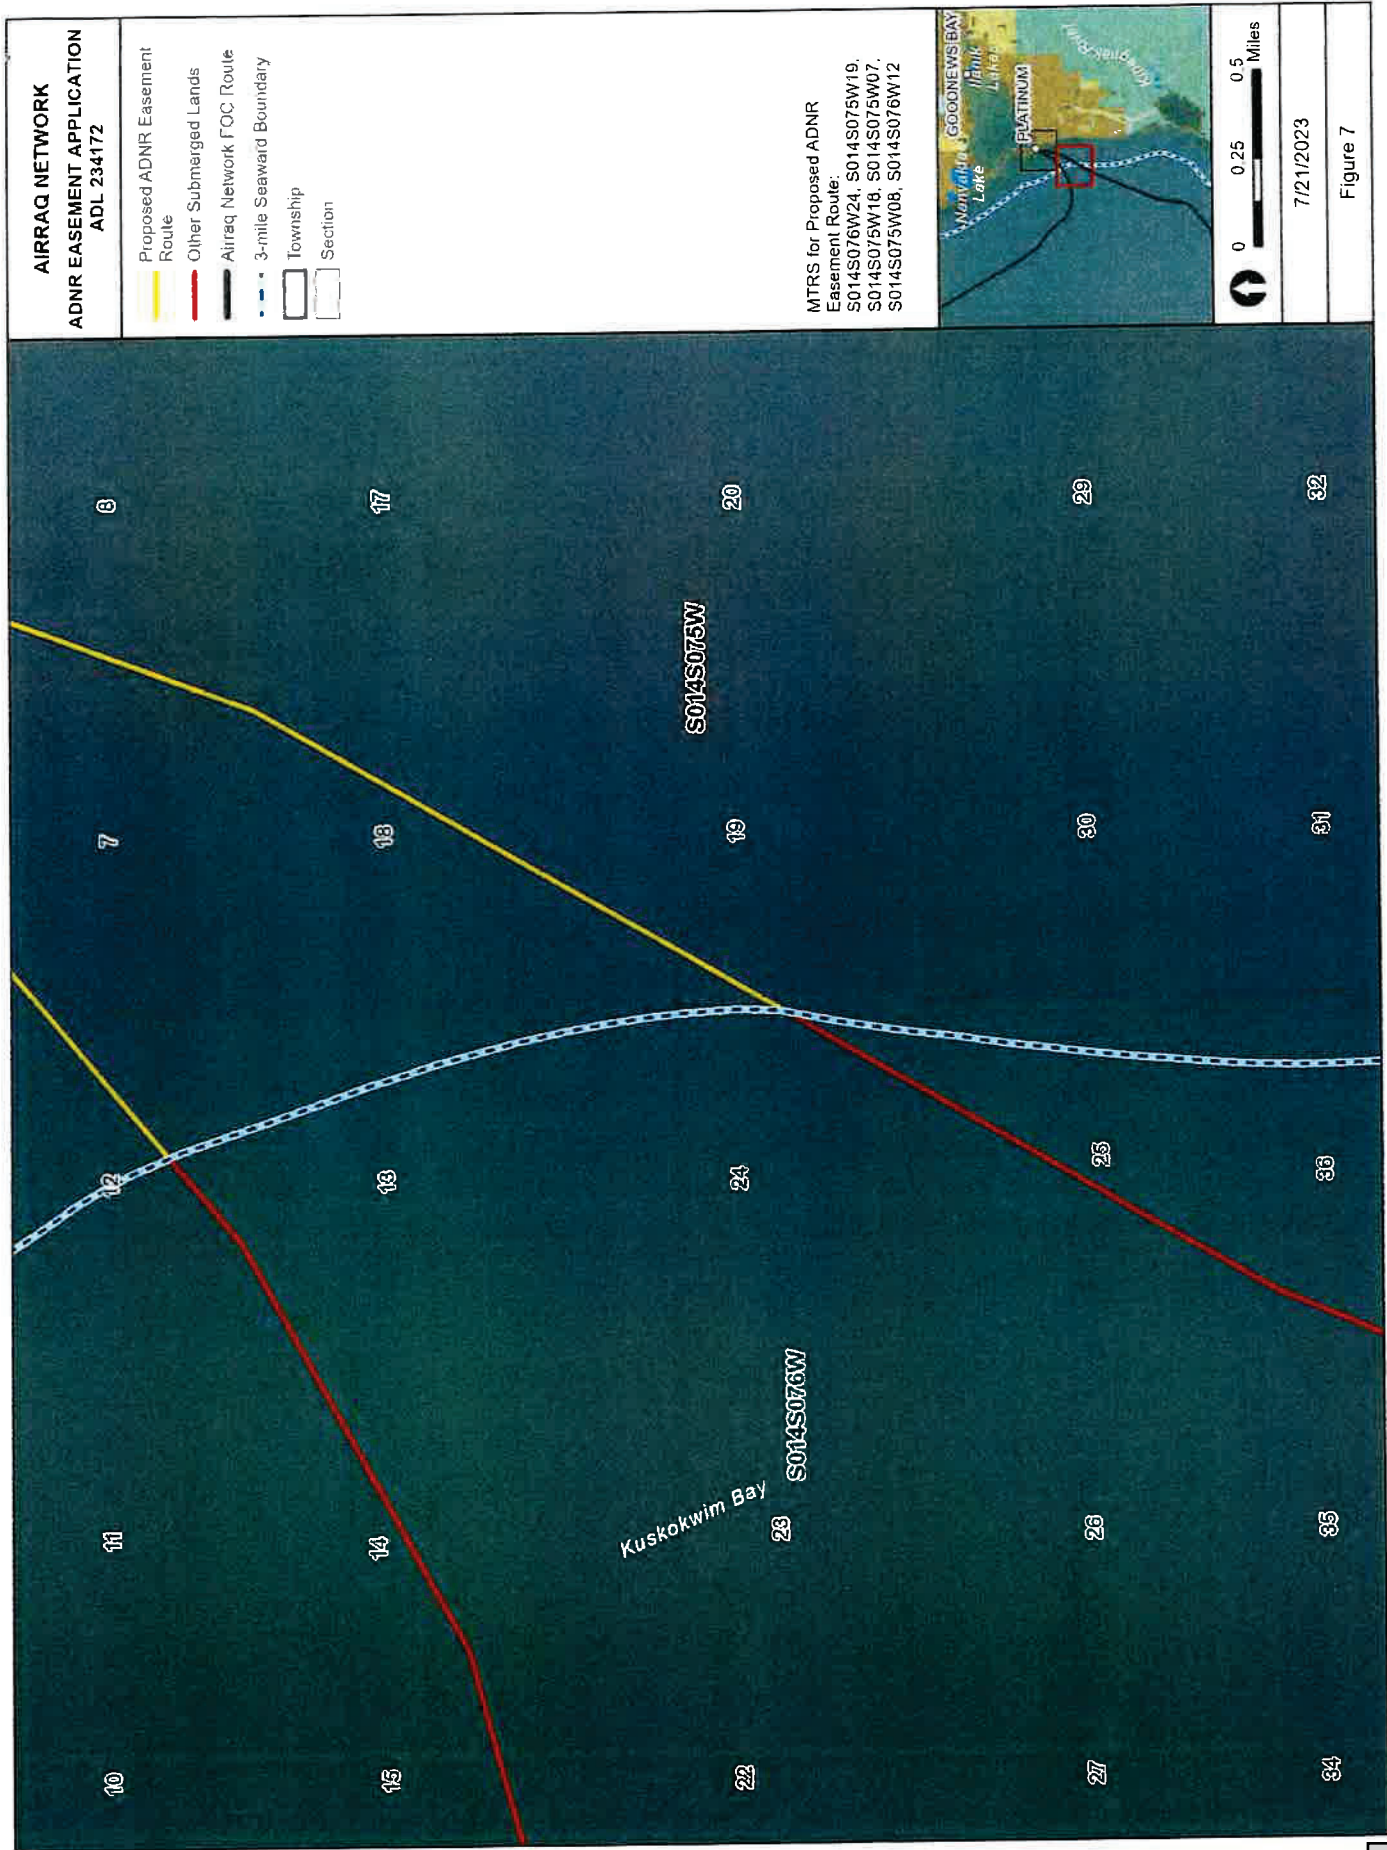 AIRRAQ NETWORK
ADNR EASEMENT APPLICATION
ADL 234172
Proposed ADNR Easement
Route
Other Submerged Lands
Airraq Network FOC Route
3-mile Seaward Boundary
Township
Section
MTRS for Proposed ADNR
Easement Route:
S014S076W24, S014S075W19,
S014S075W18, S014S075W07,
S014S075W08, S014S076W12
GOODNEWS BAY
Lake
Lakes
PLATINUM
0 0.25 0.5
Miles
7/21/2023
Figure 7
10 11 12 7 8
15 14 13 18 17
S014S075W
Kuskokwim Bay
22 23 24 19 20
S014S076W
27 26 25 30 29
34 35 36 31 32